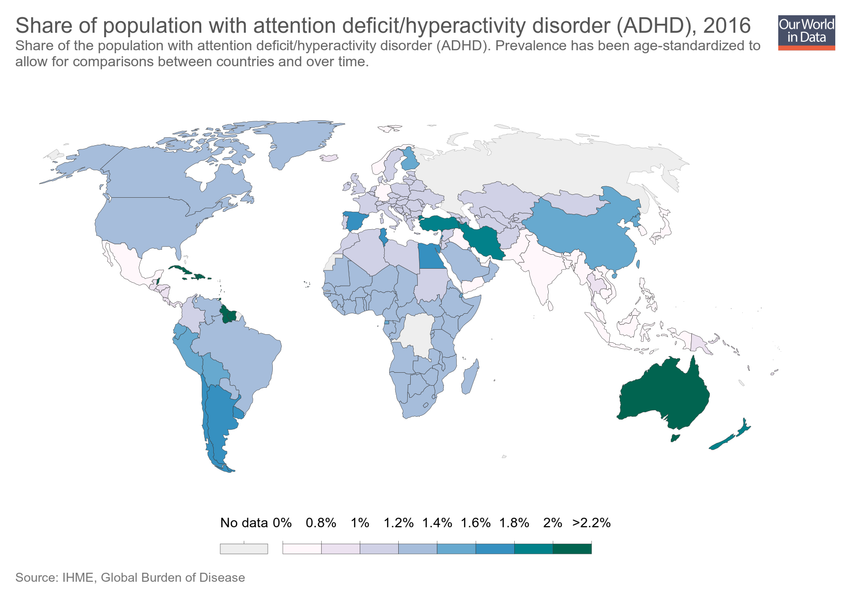 Share of population with attention deficit/hyperactivity disorder (ADHD), 2016
Share of the population with attention deficit/hyperactivity disorder (ADHD). Prevalence has been age-standardized to
allow for comparisons between countries and over time.
Our World
in Data
No data 0% 0.8% 1% 1.2% 1.4% 1.6% 1.8% 2% >2.2%
Source: IHME, Global Burden of Disease